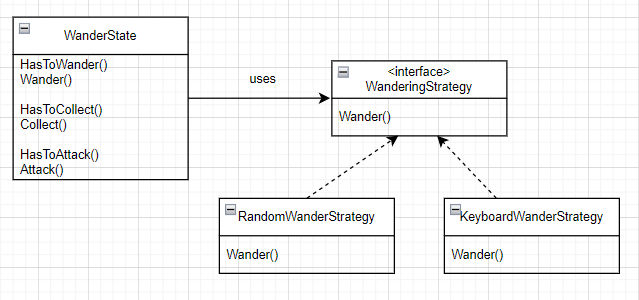 WanderState
HasToWander()
Wander()
HasToCollect()
Collect()
HasToAttack()
Attack()
uses
<interface>
WanderingStrategy
Wander()
RandomWanderStrategy
Wander()
KeyboardWanderStrategy
Wander()